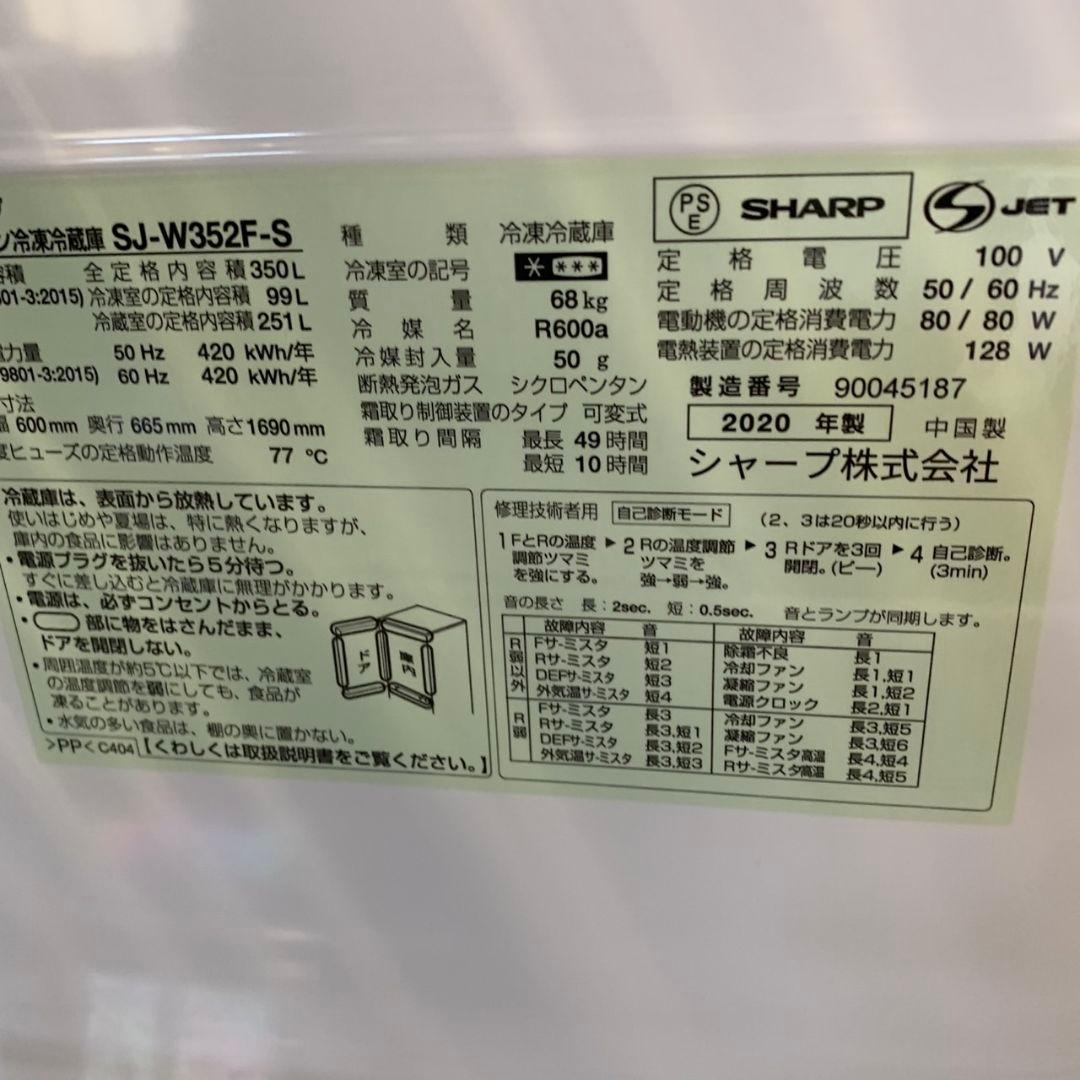 ン冷凍冷蔵庫 SJ-W352F-S
容積 全定格内容積 350L
801-3:2015) 冷凍室の定格内容積 99L
冷蔵室の定格内容積 251L
電力量 50 Hz 420 kWh/年
9801-3:2015) 60 Hz 420 kWh/年
寸法
幅 600mm 奥行 665mm 高さ 1690mm
度ヒューズの定格動作温度 77 ℃
種類 冷凍冷蔵庫
冷凍室の記号 * ***
質量 68kg
冷媒名 R600a
冷媒封入量 50 g
断熱発泡ガス シクロペンタン
霜取り制御装置のタイプ 可変式
霜取り間隔 最長 49時間
最短 10時間
PS E SHARP S JET
定格電圧 100 V
定格周波数 50/60 Hz
電動機の定格消費電力 80/80 W
電熱装置の定格消費電力 128 W
製造番号 90045187
2020 年製 中国製
シャープ株式会社
冷蔵庫は、表面から放熱しています。
使いはじめや夏場は、特に熱くなりますが、
庫内の食品に影響はありません。
・電源プラグを抜いたら5分待つ。
すぐに差し込むと冷蔵庫に無理がかかります。
・電源は、必ずコンセントからとる。
・ 部に物をはさんだまま、
ドアを開閉しない。
・周囲温度が約5℃以下では、冷蔵室
の温度調節を弱にしても、食品が
凍ることがあります。
・水気の多い食品は、棚の奥に置かない。
>PP< C404 【くわしくは取扱説明書をご覧ください。】
ドア 庫内
修理技術者用 自己診断モード (2、3は20秒以内に行う)
1 FとRの温度 ▶ 2 Rの温度調節 ▶ 3 Rドアを3回 ▶ 4 自己診断。
調節ツマミ ツマミを 開閉。(ピー) (3min)
を強にする。 強→弱→強。
音の長さ 長：2sec. 短：0.5sec. 音とランプが同期します。
故障内容 音 故障内容 音
R弱以外 Fサ-ミスタ 短1 除霜不良 長1
Rサ-ミスタ 短2 冷却ファン 長1,短1
DEFサ-ミスタ 短3 凝縮ファン 長1,短2
外気温サ-ミスタ 短4 電源クロック 長2,短1
R弱 Fサ-ミスタ 長3 冷却ファン 長3,短5
Rサ-ミスタ 長3,短1 凝縮ファン 長3,短6
DEFサ-ミスタ 長3,短2 Fサ-ミスタ高温 長4,短4
外気温サ-ミスタ 長3,短3 Rサ-ミスタ高温 長4,短5